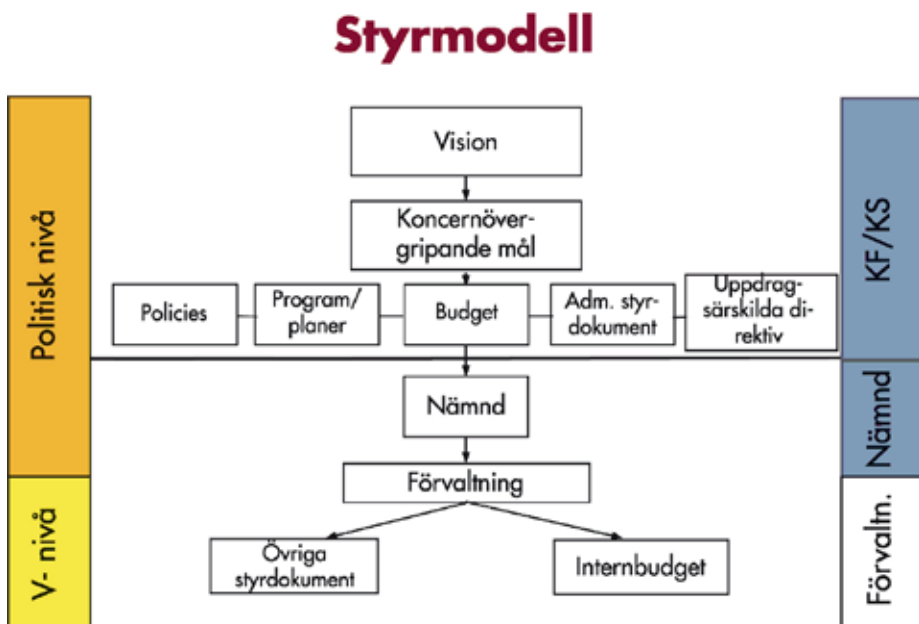 Styrmodell
Politisk nivå
V- nivå
Vision
Koncernöver-
gripande mål
Policies
Program/
planer
Budget
Adm. styr-
dokument
Uppdrag-
särskilda di-
rektiv
Nämnd
Förvaltning
Övriga
styrdokument
Internbudget
KF/KS
Nämnd
Förvaltn.